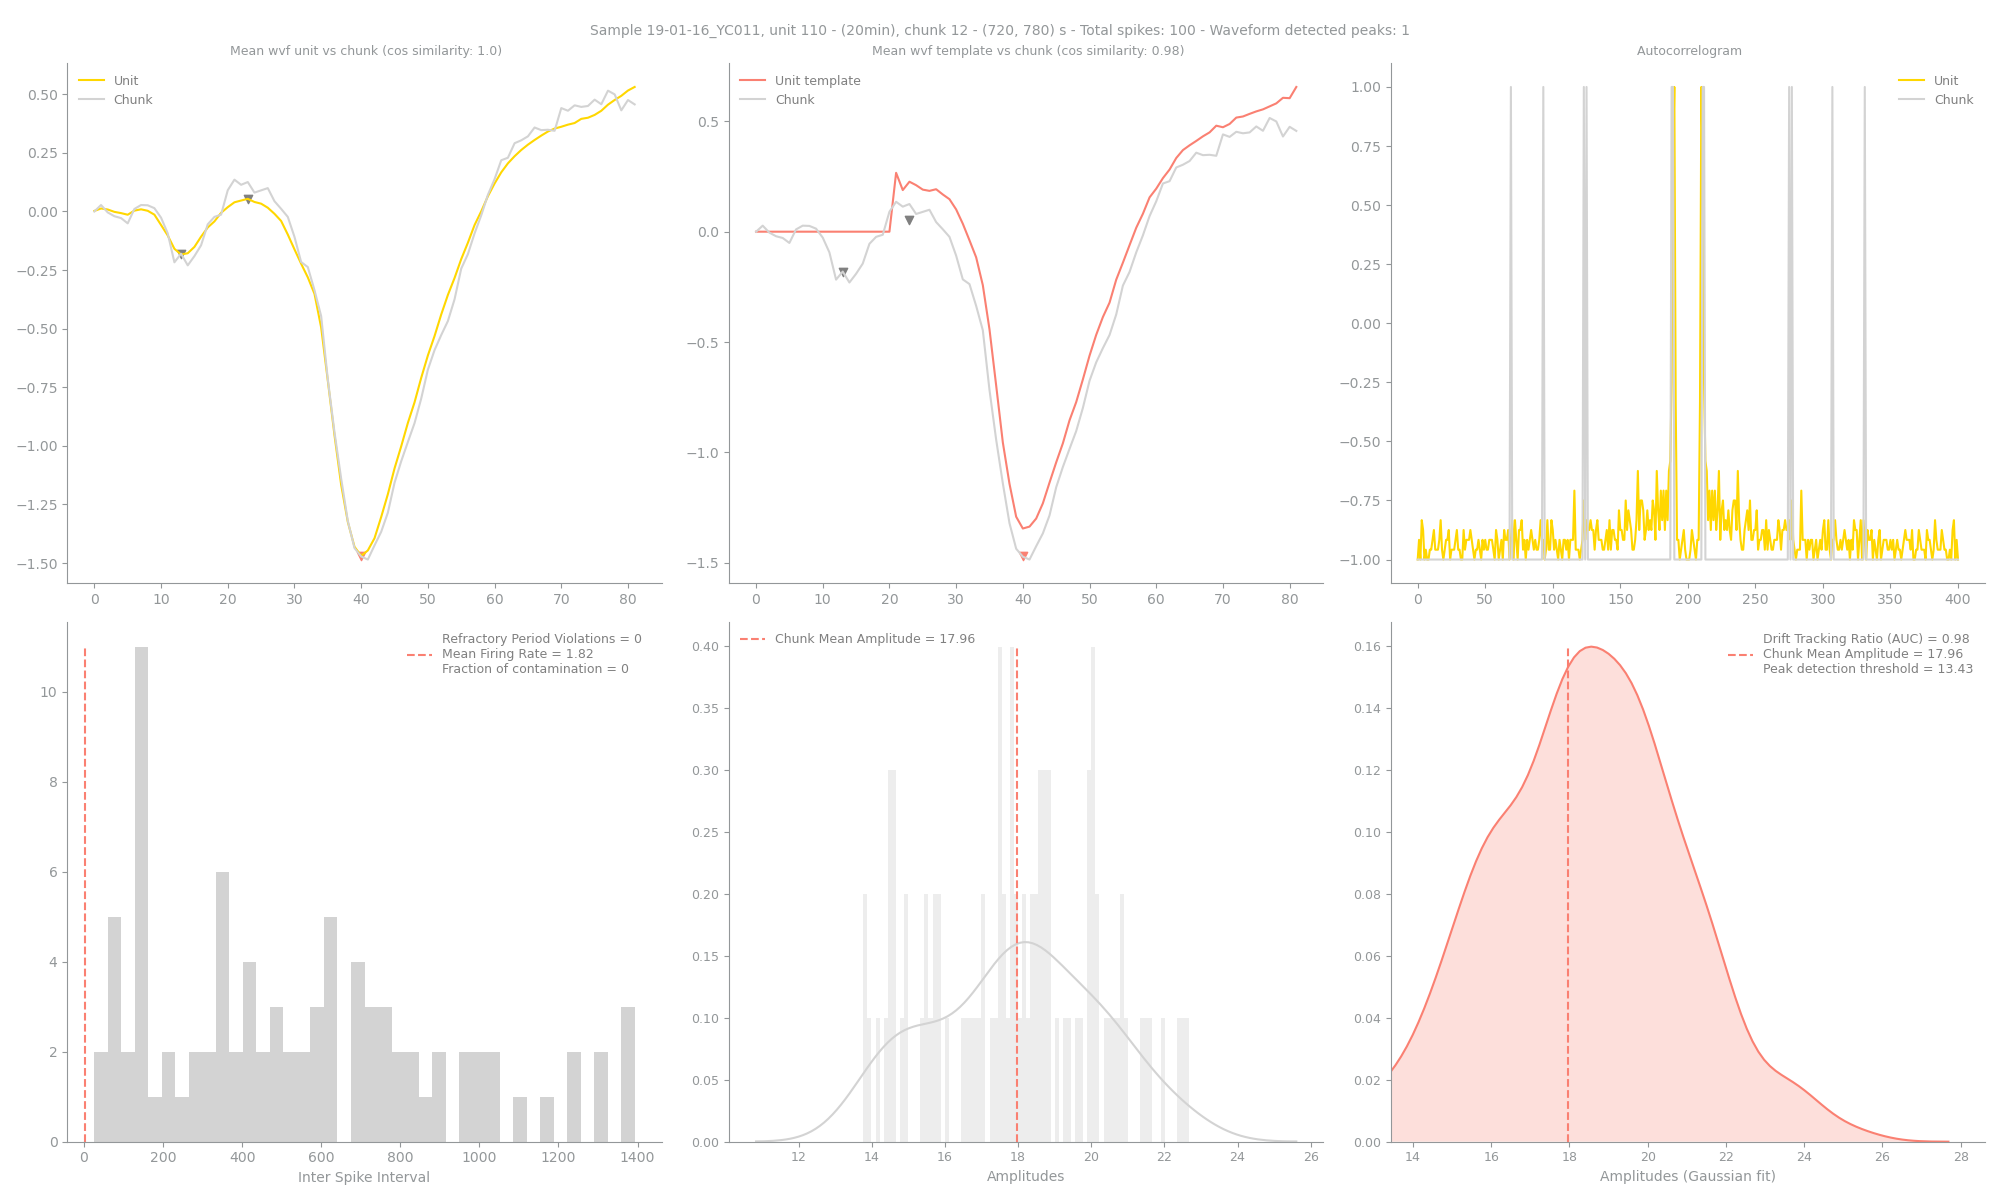 Sample 19-01-16_YC011, unit 110 - (20min), chunk 12 - (720, 780) s - Total spikes: 100 - Waveform detected peaks: 1
Mean wvf unit vs chunk (cos similarity: 1.0)
Unit
Chunk
0.50
0.25
0.00
−0.25
−0.50
−0.75
−1.00
−1.25
−1.50
0 10 20 30 40 50 60 70 80
Mean wvf template vs chunk (cos similarity: 0.98)
Unit template
Chunk
0.5
0.0
−0.5
−1.0
−1.5
0 10 20 30 40 50 60 70 80
Autocorrelogram
Unit
Chunk
1.00
0.75
0.50
0.25
0.00
−0.25
−0.50
−0.75
−1.00
0 50 100 150 200 250 300 350 400
Refractory Period Violations = 0
Mean Firing Rate = 1.82
Fraction of contamination = 0
10
8
6
4
2
0
0 200 400 600 800 1000 1200 1400
Inter Spike Interval
Chunk Mean Amplitude = 17.96
0.40
0.35
0.30
0.25
0.20
0.15
0.10
0.05
0.00
12 14 16 18 20 22 24 26
Amplitudes
Drift Tracking Ratio (AUC) = 0.98
Chunk Mean Amplitude = 17.96
Peak detection threshold = 13.43
0.16
0.14
0.12
0.10
0.08
0.06
0.04
0.02
0.00
14 16 18 20 22 24 26 28
Amplitudes (Gaussian fit)